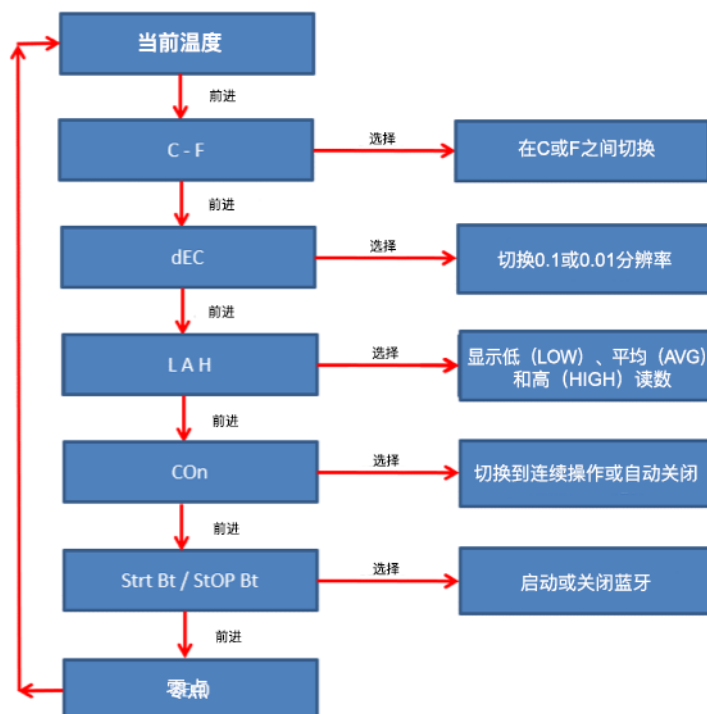 当前温度
前进
C - F
选择
在C或F之间切换
前进
dEC
选择
切换0.1或0.01分辨率
前进
L A H
选择
显示低（LOW）、平均（AVG）
和高（HIGH）读数
前进
COn
选择
切换到连续操作或自动关闭
前进
Strt Bt / StOP Bt
选择
启动或关闭蓝牙
前进
零点